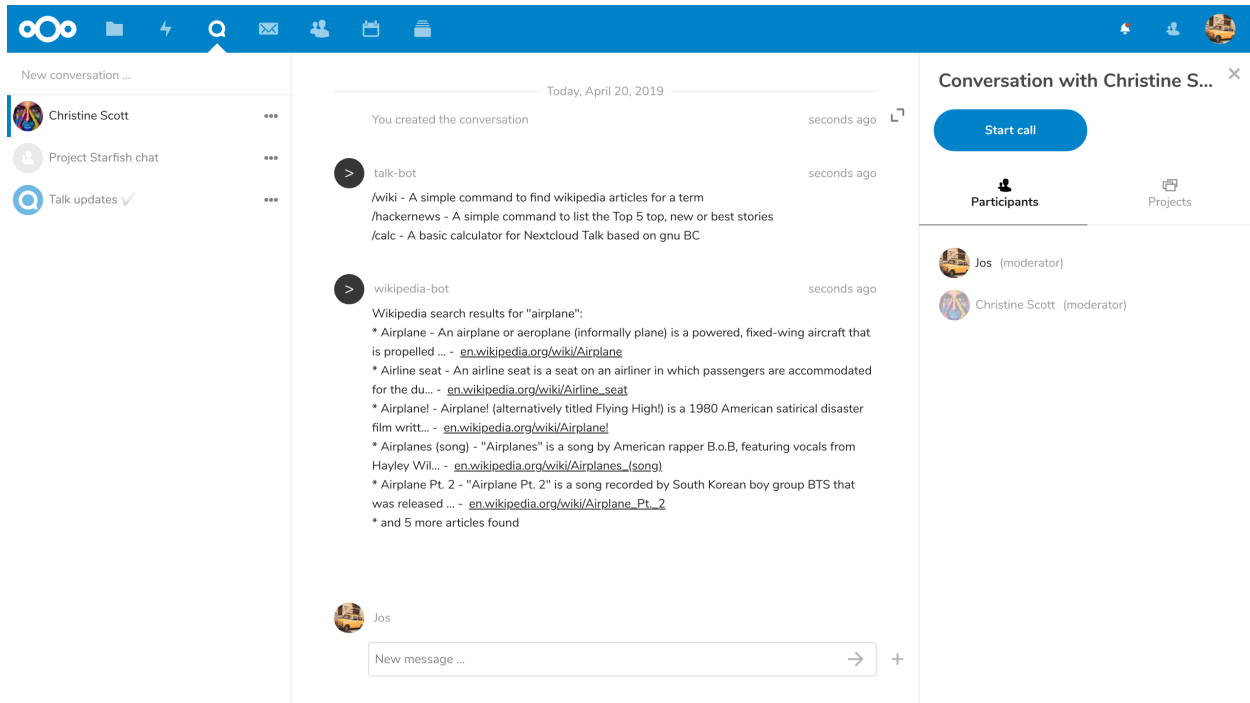 New conversation ...
Christine Scott
Project Starfish chat
Talk updates ✓
Today, April 20, 2019
You created the conversation seconds ago
> talk-bot seconds ago
/wiki - A simple command to find wikipedia articles for a term
/hackernews - A simple command to list the Top 5 top, new or best stories
/calc - A basic calculator for Nextcloud Talk based on gnu BC
> wikipedia-bot seconds ago
Wikipedia search results for "airplane":
* Airplane - An airplane or aeroplane (informally plane) is a powered, fixed-wing aircraft that
is propelled ... - en.wikipedia.org/wiki/Airplane
* Airline seat - An airline seat is a seat on an airliner in which passengers are accommodated
for the du... - en.wikipedia.org/wiki/Airline_seat
* Airplane! - Airplane! (alternatively titled Flying High!) is a 1980 American satirical disaster
film writt... - en.wikipedia.org/wiki/Airplane!
* Airplanes (song) - "Airplanes" is a song by American rapper B.o.B, featuring vocals from
Hayley Wil... - en.wikipedia.org/wiki/Airplanes_(song)
* Airplane Pt. 2 - "Airplane Pt. 2" is a song recorded by South Korean boy group BTS that
was released ... - en.wikipedia.org/wiki/Airplane_Pt._2
* and 5 more articles found
Jos
New message ...
Conversation with Christine S...
Start call
Participants
Projects
Jos (moderator)
Christine Scott (moderator)